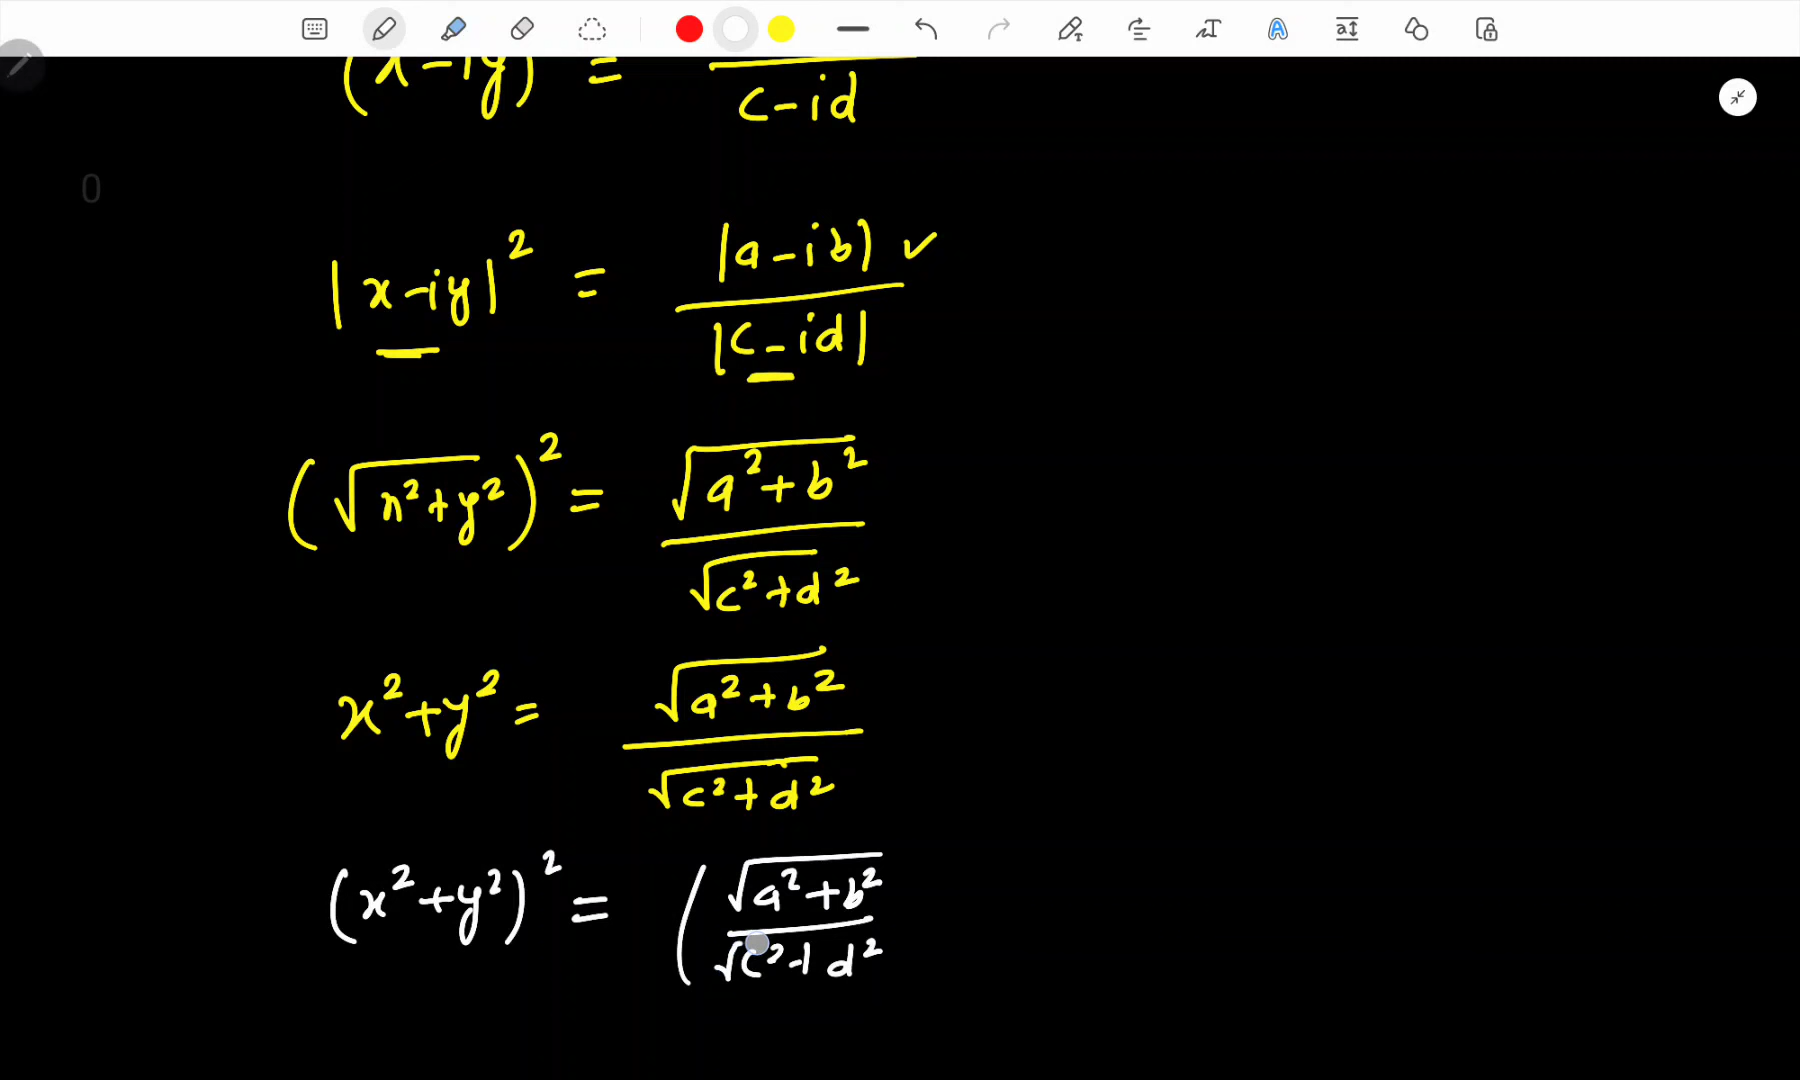 0
(x-iy) =
c-id
|x-iy|² = |a-ib) ✓
|c-id|
(√n²+y²)² = √a²+b²
√c²+d²
x²+y² = √a²+b²
√c²+d²
(x²+y²)² = (√a²+b²
√c²+d²